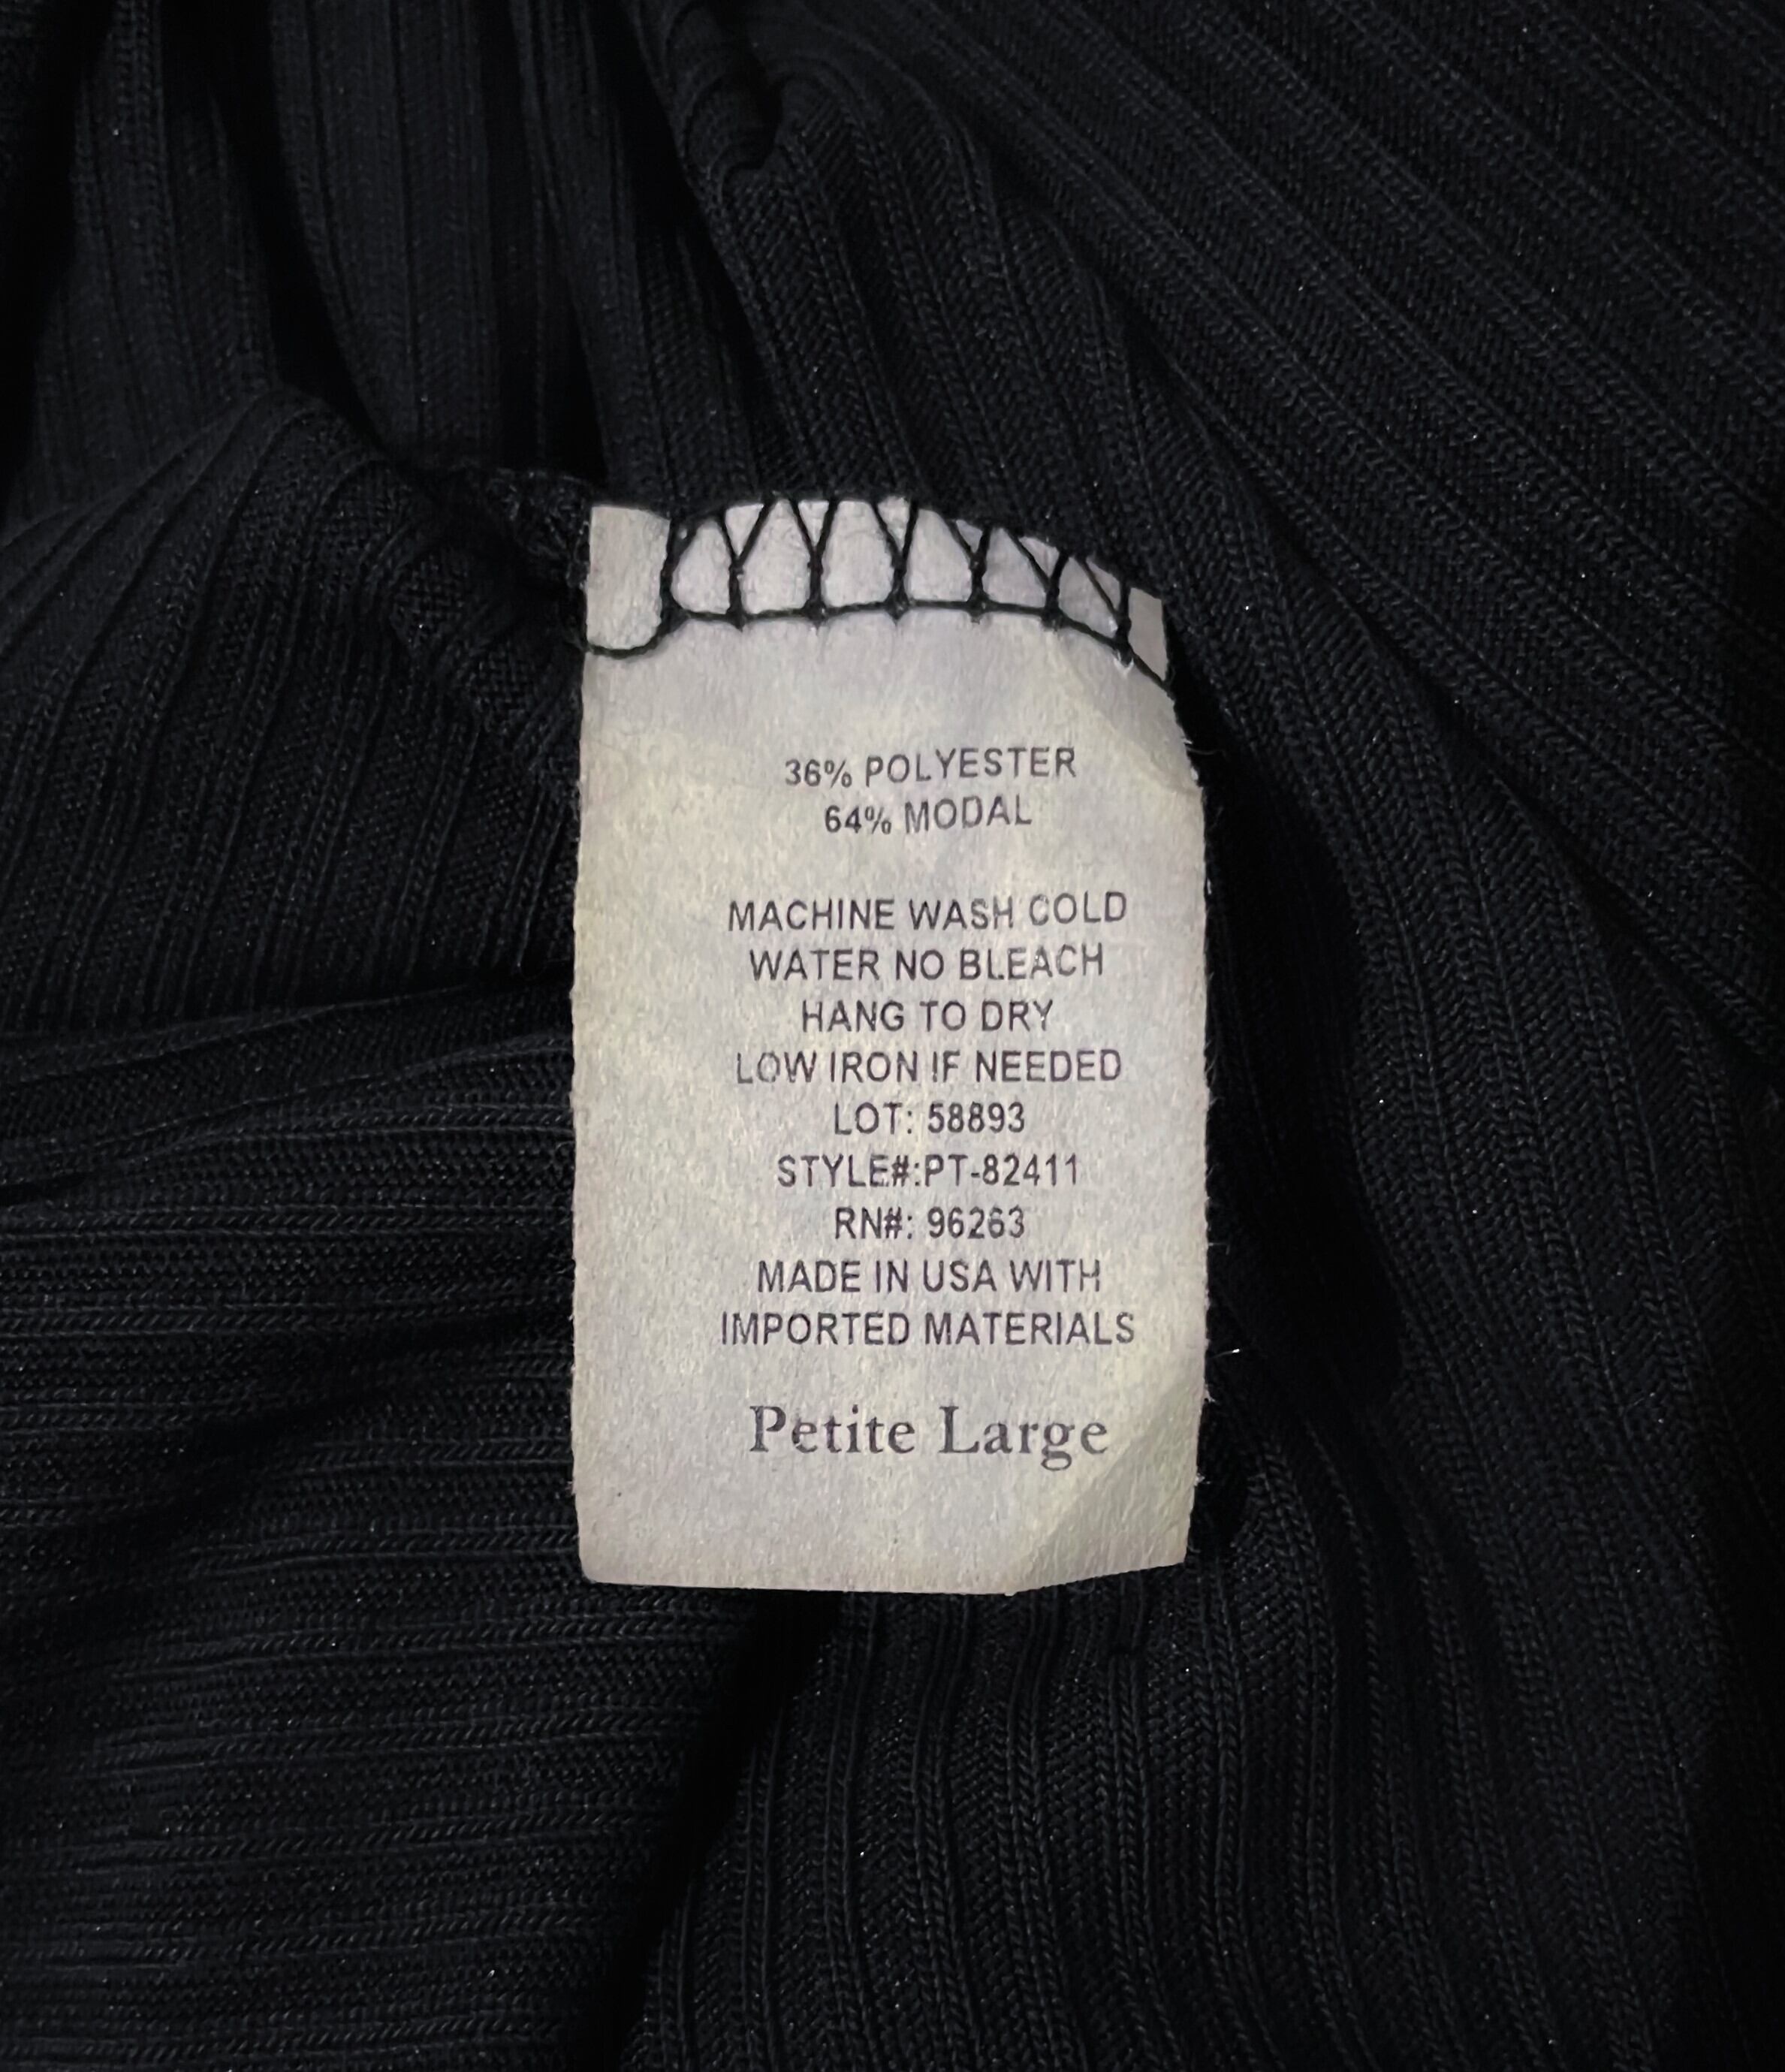 36% POLYESTER
64% MODAL
MACHINE WASH COLD
WATER NO BLEACH
HANG TO DRY
LOW IRON IF NEEDED
LOT: 58893
STYLE#:PT-82411
RN#: 96263
MADE IN USA WITH
IMPORTED MATERIALS
Petite Large